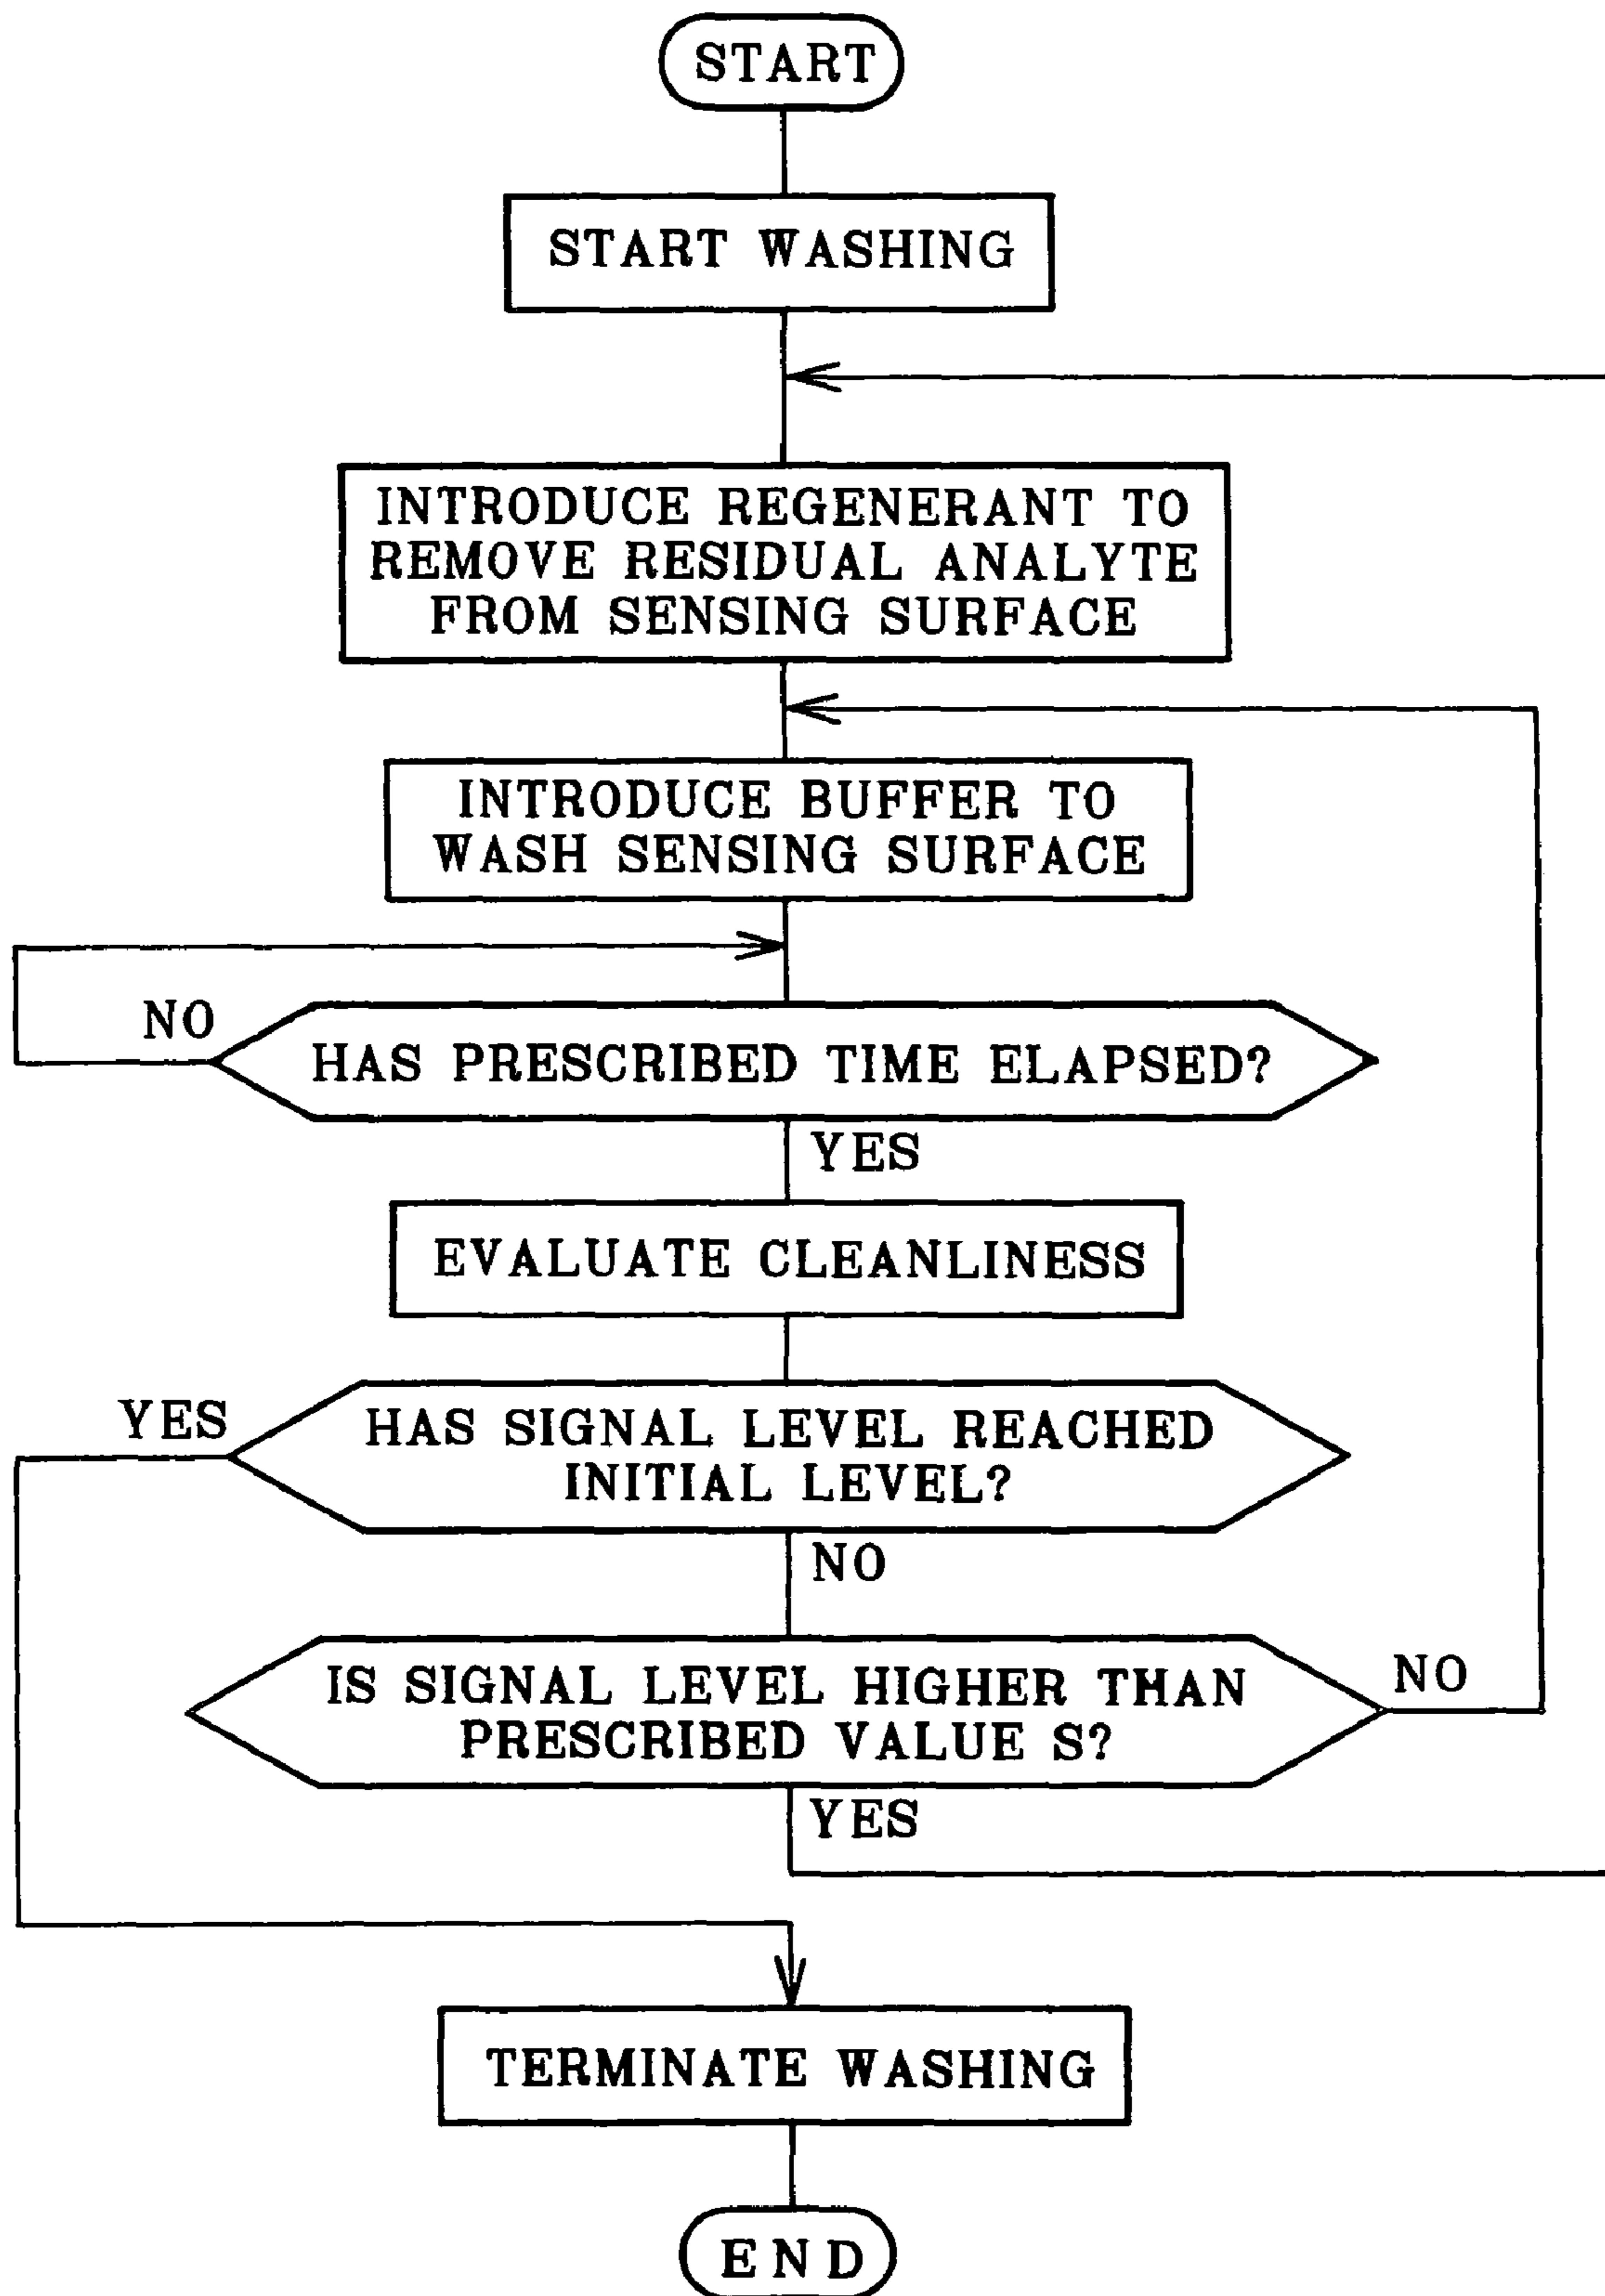 START
START WASHING
INTRODUCE REGENERANT TO
REMOVE RESIDUAL ANALYTE
FROM SENSING SURFACE
INTRODUCE BUFFER TO
WASH SENSING SURFACE
NO
HAS PRESCRIBED TIME ELAPSED?
YES
EVALUATE CLEANLINESS
YES
HAS SIGNAL LEVEL REACHED
INITIAL LEVEL?
NO
IS SIGNAL LEVEL HIGHER THAN
PRESCRIBED VALUE S?
NO
YES
TERMINATE WASHING
END